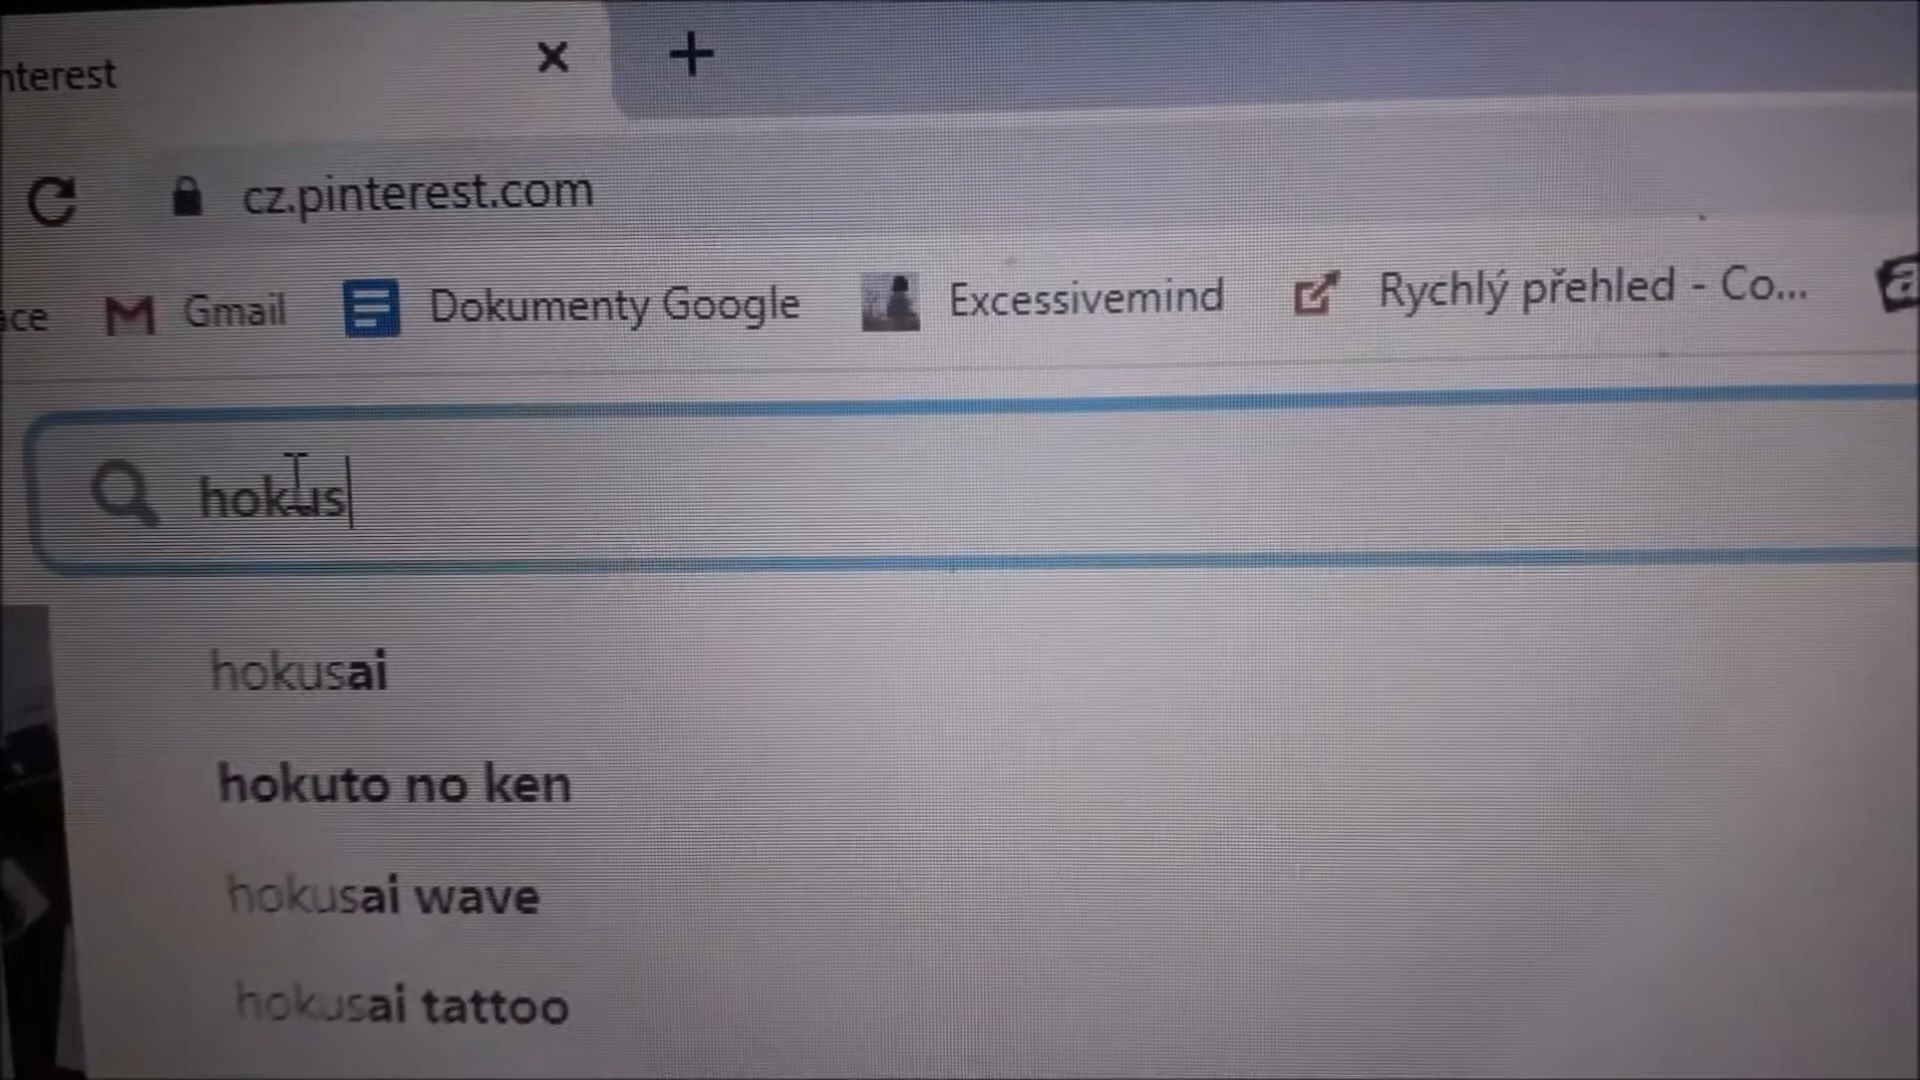 nterest
cz.pinterest.com
ace Gmail Dokumenty Google Excessivemind Rychlý přehled - Co...
hokus
hokusai
hokuto no ken
hokusai wave
hokusai tattoo